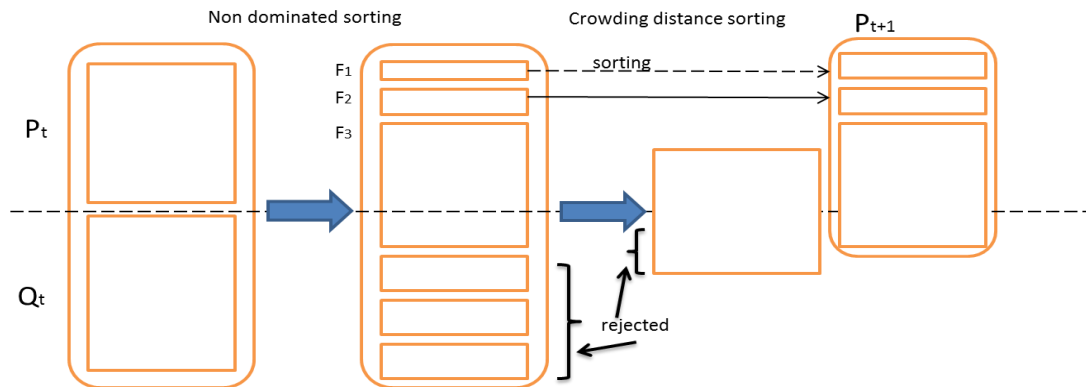 Non dominated sorting
Crowding distance sorting
Pt+1
F1
sorting
F2
Pt
F3
Qt
rejected